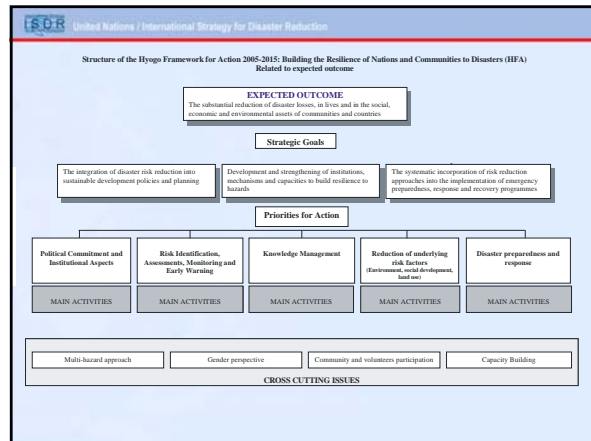 ISDR United Nations / International Strategy for Disaster Reduction
Structure of the Hyogo Framework for Action 2005-2015: Building the Resilience of Nations and Communities to Disasters (HFA)
Related to expected outcome
EXPECTED OUTCOME
The substantial reduction of disaster losses, in lives and in the social,
economic and environmental assets of communities and countries
Strategic Goals
The integration of disaster risk reduction into
sustainable development policies and planning
Development and strengthening of institutions,
mechanisms and capacities to build resilience to
hazards
The systematic incorporation of risk reduction
approaches into the implementation of emergency
preparedness, response and recovery programmes
Priorities for Action
Political Commitment and
Institutional Aspects
Risk Identification,
Assessments, Monitoring and
Early Warning
Knowledge Management
Reduction of underlying
risk factors
(Environment, social development,
land use)
Disaster preparedness and
response
MAIN ACTIVITIES
MAIN ACTIVITIES
MAIN ACTIVITIES
MAIN ACTIVITIES
MAIN ACTIVITIES
Multi-hazard approach
Gender perspective
Community and volunteers participation
Capacity Building
CROSS CUTTING ISSUES